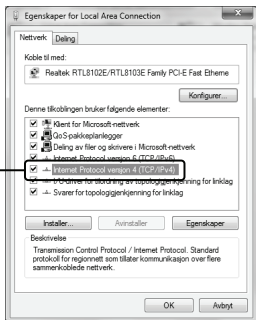 Egenskaper for Local Area Connection
Nettverk
Deling
Koble til med:
Realtek RTL8102E/RTL8103E Family PCI-E Fast Etherne
Konfigurer...
Denne tilkoblingen bruker følgende elementer:
Klient for Microsoft-nettverk
QoS-pakkeplanlegger
Deling av filer og skrivere i Microsoft-nettverk
Internet Protocol versjon 6 (TCP/IPv6)
Internet Protocol versjon 4 (TCP/IPv4)
I/O-driver for tilordning av topologigjenkjenning for linklag
Svarer for topologigjenkjenning for linklag
Installer...
Avinstaller
Egenskaper
Beskrivelse
Transmission Control Protocol / Internet Protocol. Standard
protokoll for regionnett som tillater kommunikasjon over flere
sammenkoblede nettverk.
OK
Avbryt